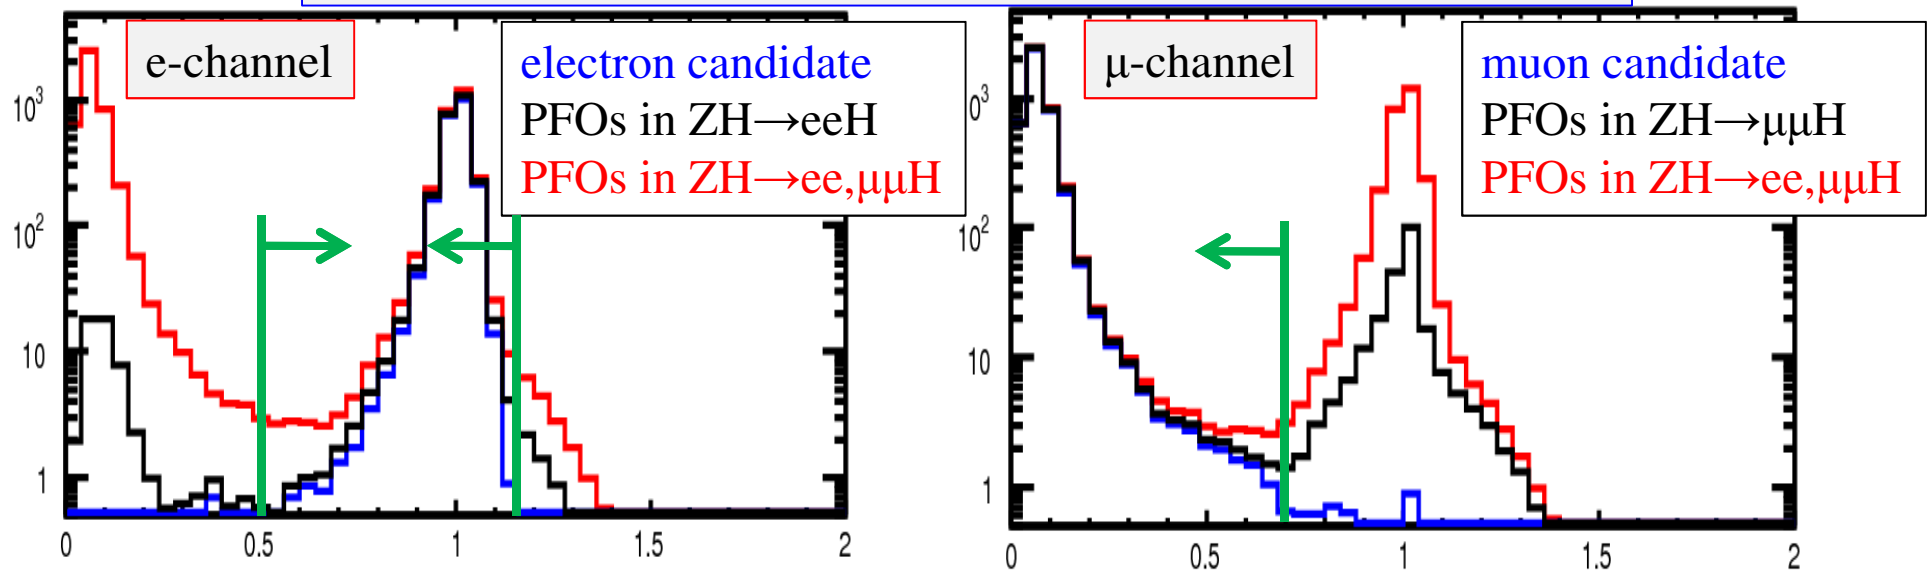 e-channel
electron candidate
PFOs in ZH→eeH
PFOs in ZH→ee,μμH
10³
10²
10
1
0 0.5 1 1.5 2
μ-channel
muon candidate
PFOs in ZH→μμH
PFOs in ZH→ee,μμH
10³
10²
10
1
0 0.5 1 1.5 2